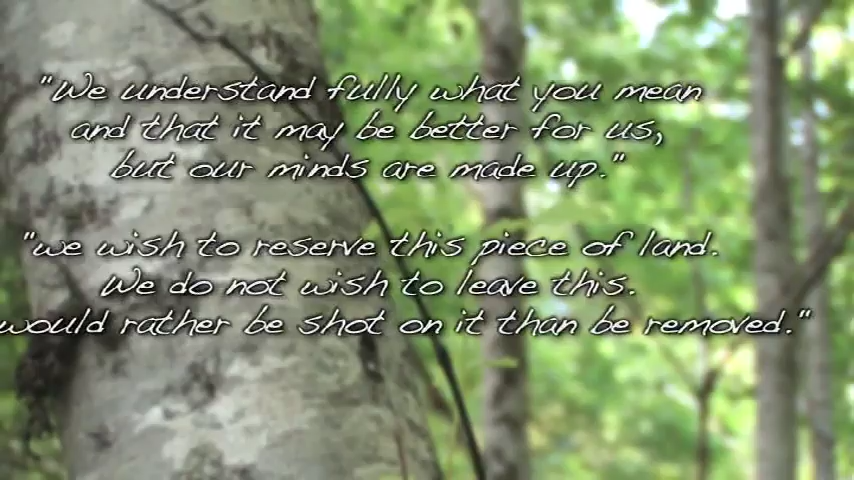 "We understand fully what you mean
and that it may be better for us,
but our minds are made up."
"we wish to reserve this piece of land.
We do not wish to leave this.
would rather be shot on it than be removed."